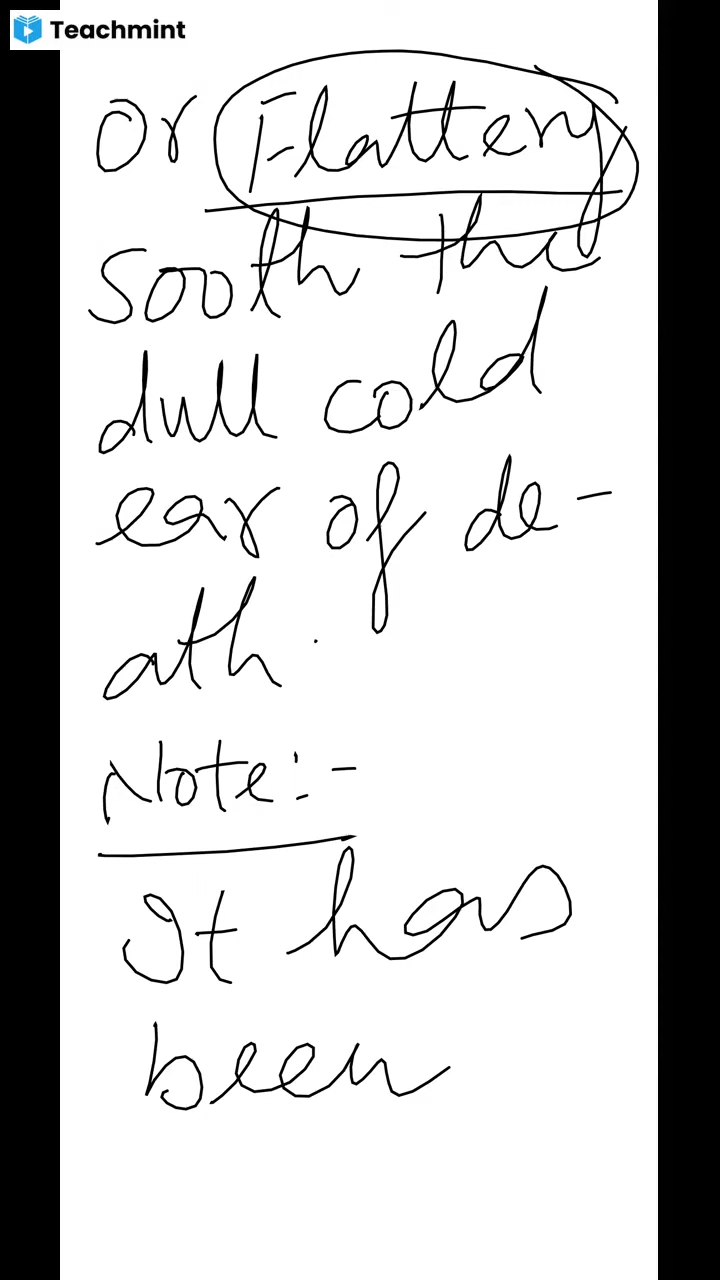 Teachmint
Or Flattery
sooth the
dull cold
ear of de-
ath.
Note:-
It has
been